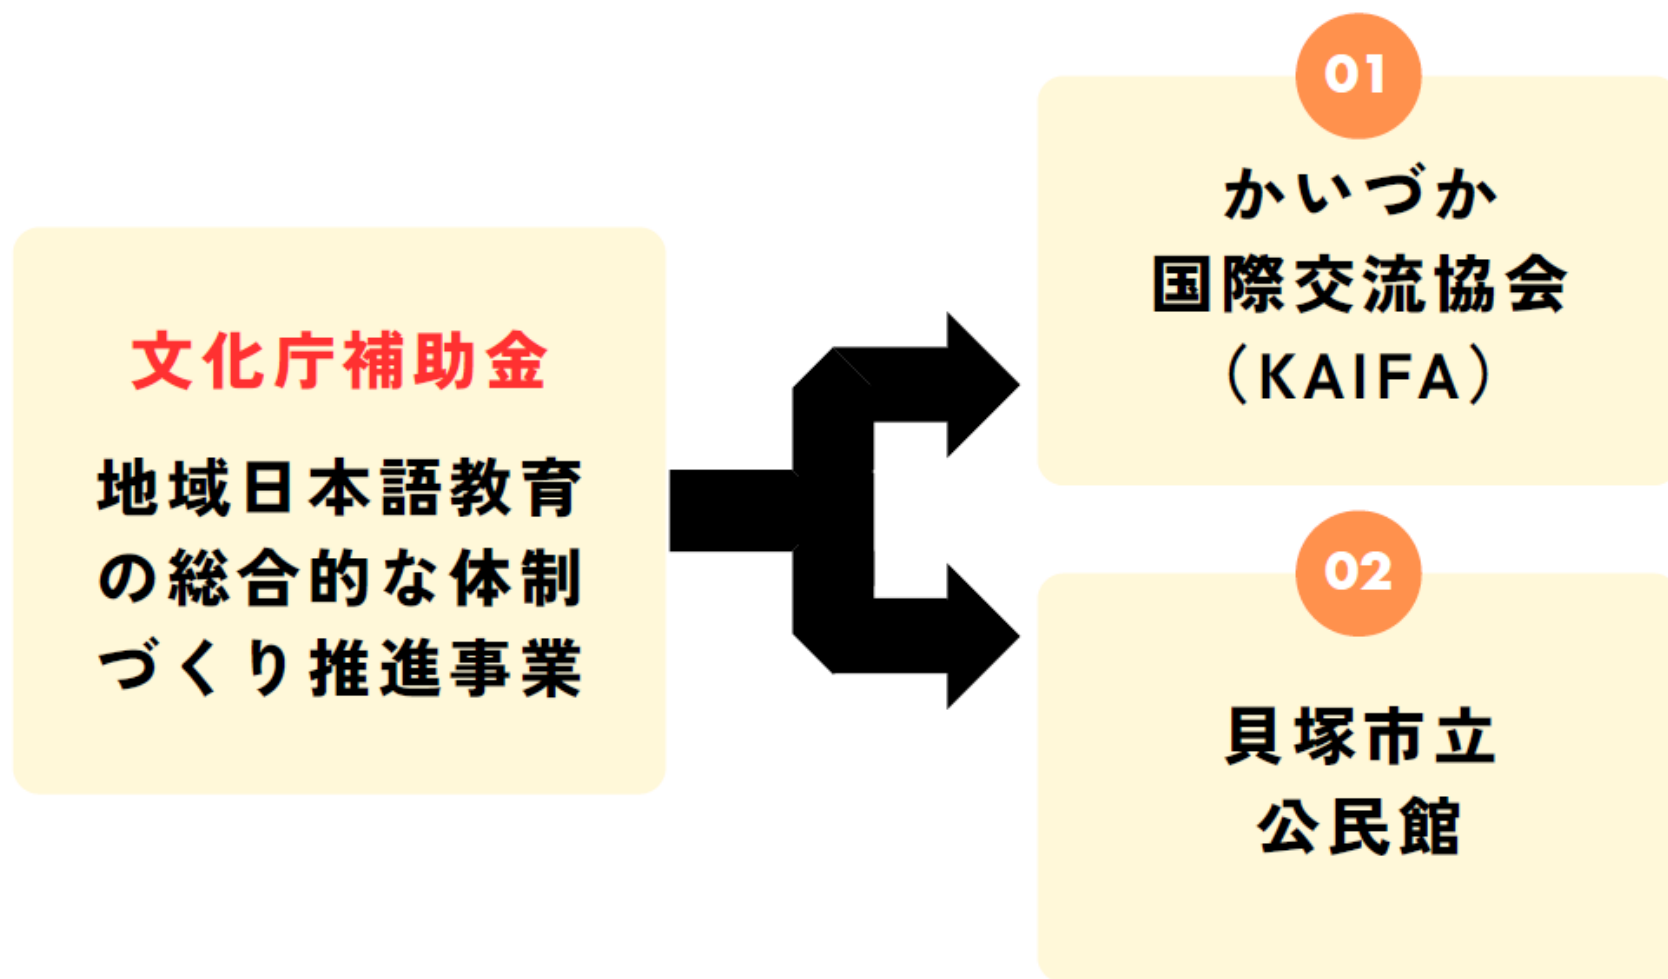 文化庁補助金
地域日本語教育
の総合的な体制
づくり推進事業
01
かいづか
国際交流協会
（KAIFA）
02
貝塚市立
公民館